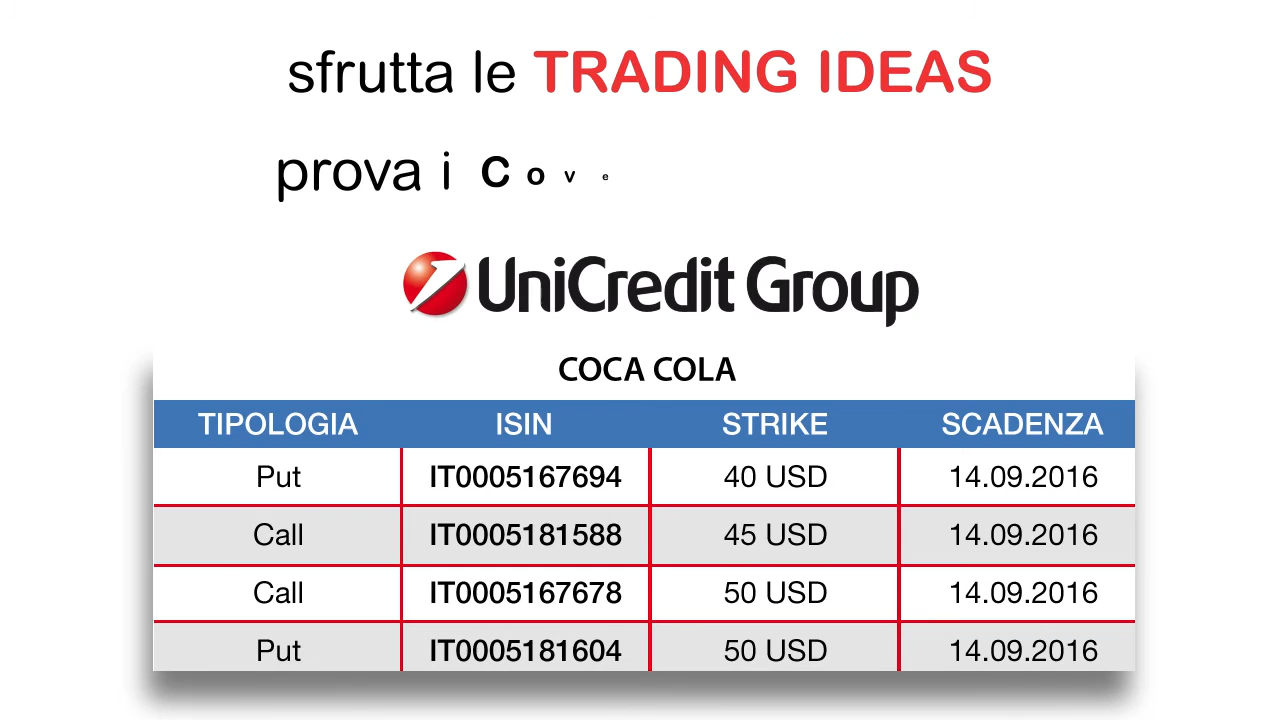 sfrutta le TRADING IDEAS
prova i Cove
UniCredit Group
COCA COLA
TIPOLOGIA ISIN STRIKE SCADENZA
Put IT0005167694 40 USD 14.09.2016
Call IT0005181588 45 USD 14.09.2016
Call IT0005167678 50 USD 14.09.2016
Put IT0005181604 50 USD 14.09.2016